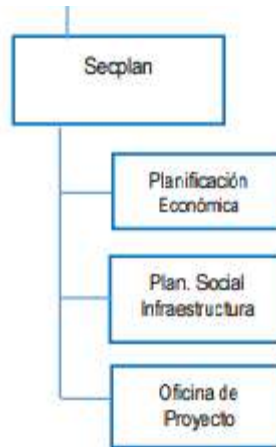 Secplan
Planificación
Económica
Plan. Social
Infraestructura
Oficina de
Proyecto